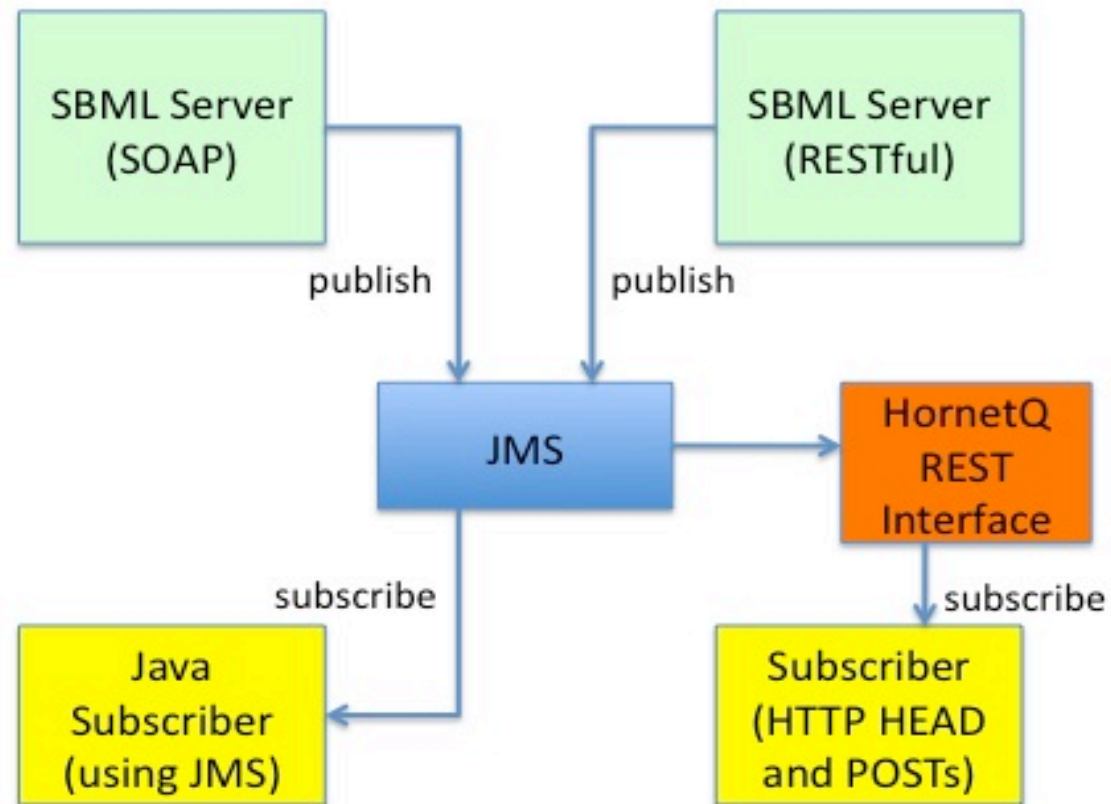 SBML Server
(SOAP)
SBML Server
(RESTful)
publish
publish
JMS
HornetQ
REST
Interface
subscribe
subscribe
Java
Subscriber
(using JMS)
Subscriber
(HTTP HEAD
and POSTs)